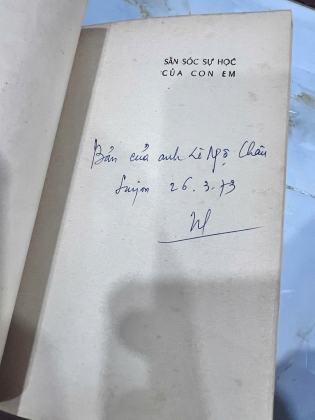 SĂN SÓC SỰ HỌC
CỦA CON EM
Bản của anh Lê Ngộ Châu
Saigon 26.3.73